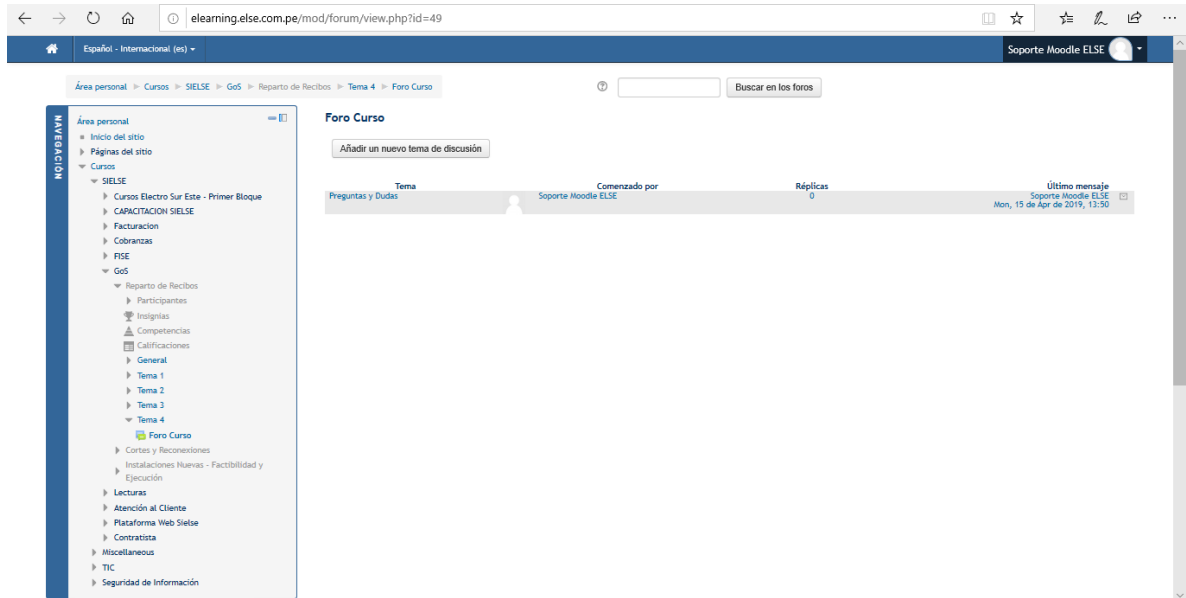 elearning.else.com.pe/mod/forum/view.php?id=49
Español - Internacional (es)
Soporte Moodle ELSE
Área personal Cursos SIELSE GoS Reparto de Recibos Tema 4 Foro Curso
Buscar en los foros
NAVEGACIÓN
Área personal
Inicio del sitio
Páginas del sitio
Cursos
SIELSE
Cursos Electro Sur Este - Primer Bloque
CAPACITACION SIELSE
Facturacion
Cobranzas
FISE
GoS
Reparto de Recibos
Participantes
Insignias
Competencias
Calificaciones
General
Tema 1
Tema 2
Tema 3
Tema 4
Foro Curso
Cortes y Reconexiones
Instalaciones Nuevas - Factibilidad y
Ejecución
Lecturas
Atención al Cliente
Plataforma Web Sielse
Contratista
Miscellaneous
TIC
Seguridad de Información
Foro Curso
Añadir un nuevo tema de discusión
Tema Comenzado por Réplicas Último mensaje
Preguntas y Dudas Soporte Moodle ELSE 0 Soporte Moodle ELSE
Mon, 15 de Apr de 2019, 13:50